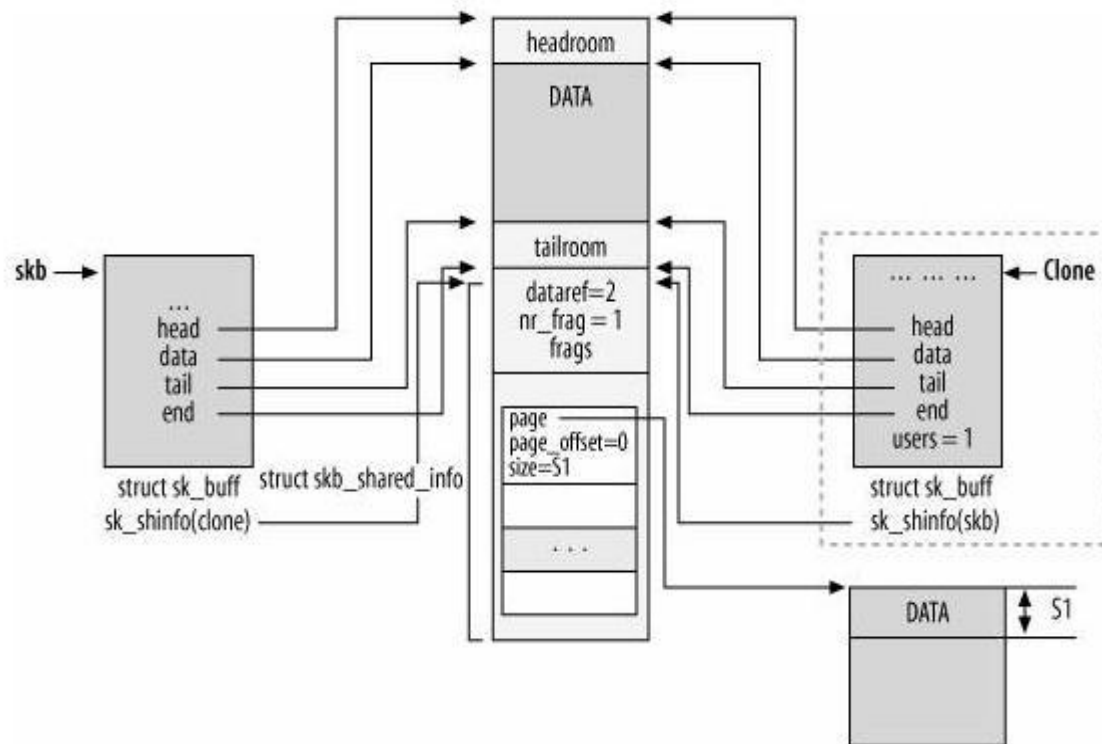 headroom
DATA
tailroom
dataref=2
nr_frag = 1
frags
page
page_offset=0
size=S1
. . .
skb
...
head
data
tail
end
struct sk_buff
sk_shinfo(clone)
struct skb_shared_info
Clone
... ... ...
head
data
tail
end
users = 1
struct sk_buff
sk_shinfo(skb)
DATA
S1